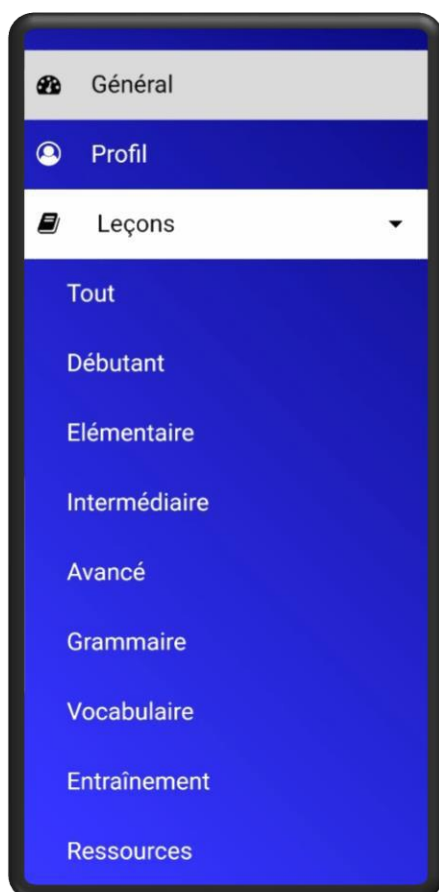 Général
Profil
Leçons
Tout
Débutant
Elémentaire
Intermédiaire
Avancé
Grammaire
Vocabulaire
Entraînement
Ressources